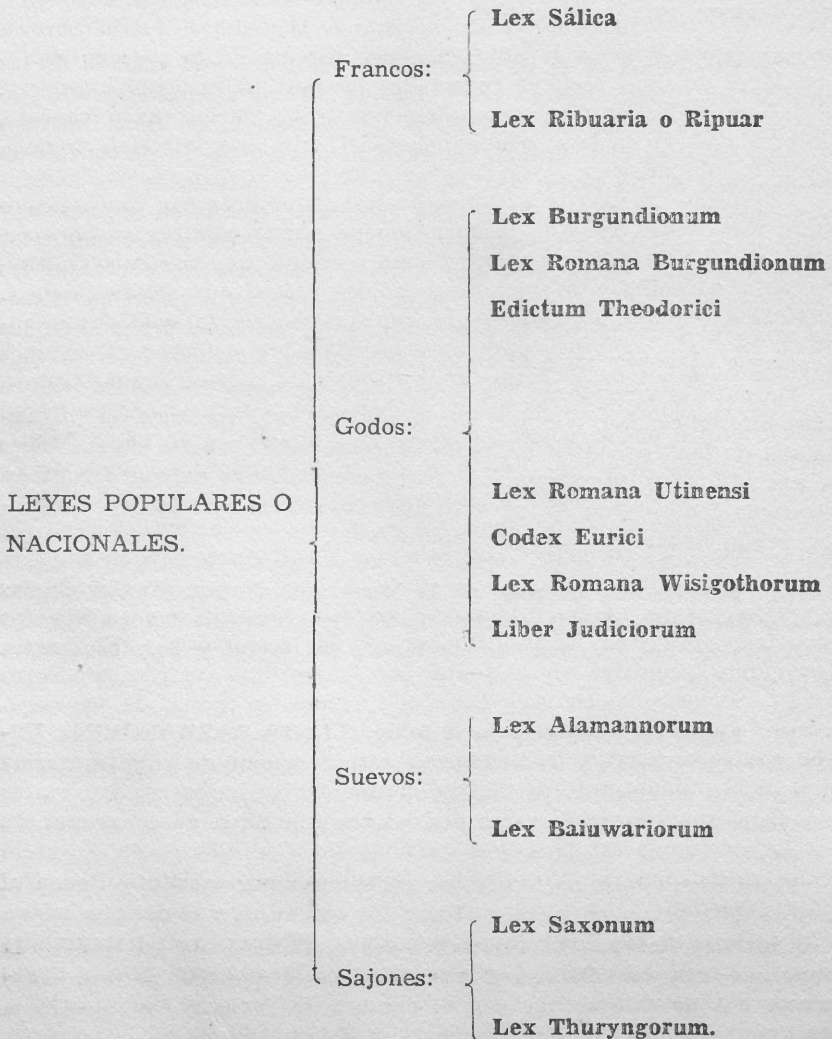 Lex Sálica
Francos:
Lex Ribuaria o Ripuar
Lex Burgundionum
Lex Romana Burgundionum
Edictum Theodorici
Godos:
LEYES POPULARES O
NACIONALES.
Lex Romana Utinensi
Codex Eurici
Lex Romana Wisigothorum
Liber Judiciorum
Lex Alamannorum
Suevos:
Lex Baiuwariorum
Lex Saxonum
Sajones:
Lex Thuryngorum.